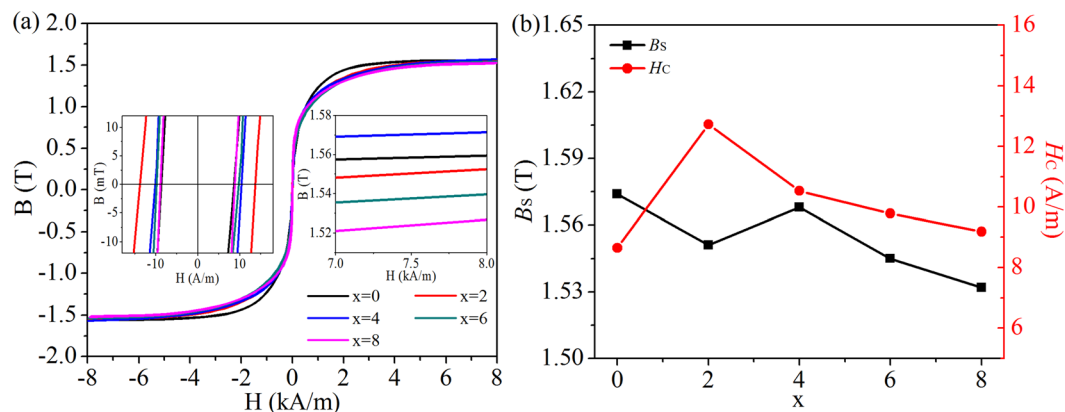 (a)
B (T)
2.0
1.5
1.0
0.5
0.0
-0.5
-1.0
-1.5
-2.0
-8 -6 -4 -2 0 2 4 6 8
H (kA/m)
B (mT)
10
5
0
-5
-10
-10 0 10
H (A/m)
B (T)
1.58
1.56
1.54
1.52
7.0 7.5 8.0
H (kA/m)
x=0 x=2
x=4 x=6
x=8
(b)
Bs (T)
1.65
1.62
1.59
1.56
1.53
1.50
Bs
Hc
0 2 4 6 8
x
16
14
12
10
8
6
Hc (A/m)